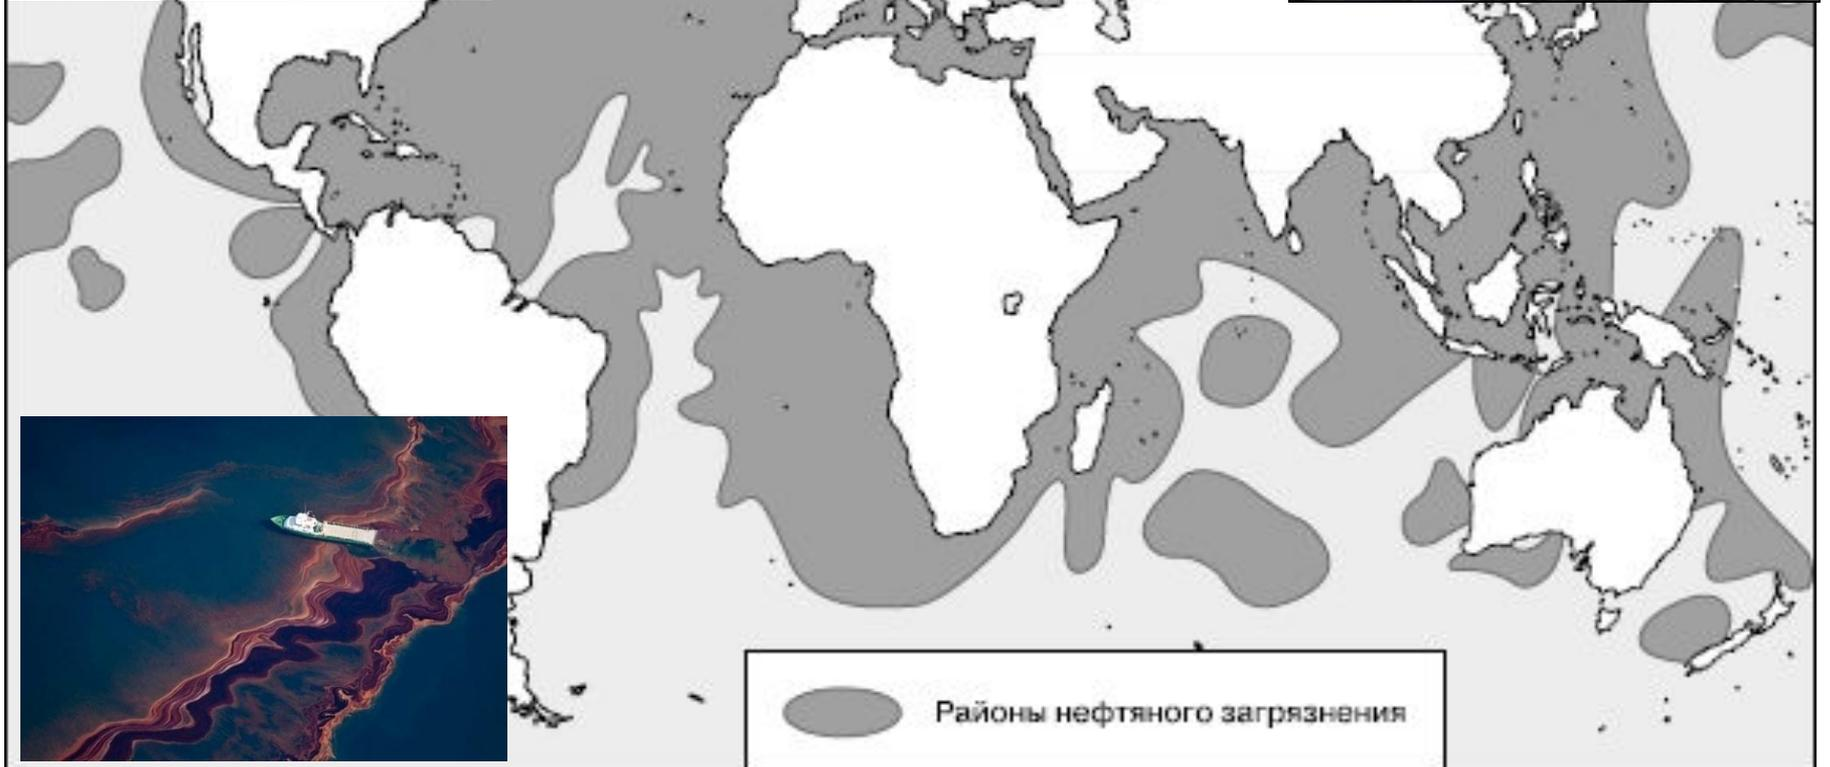 Районы нефтяного загрязнения